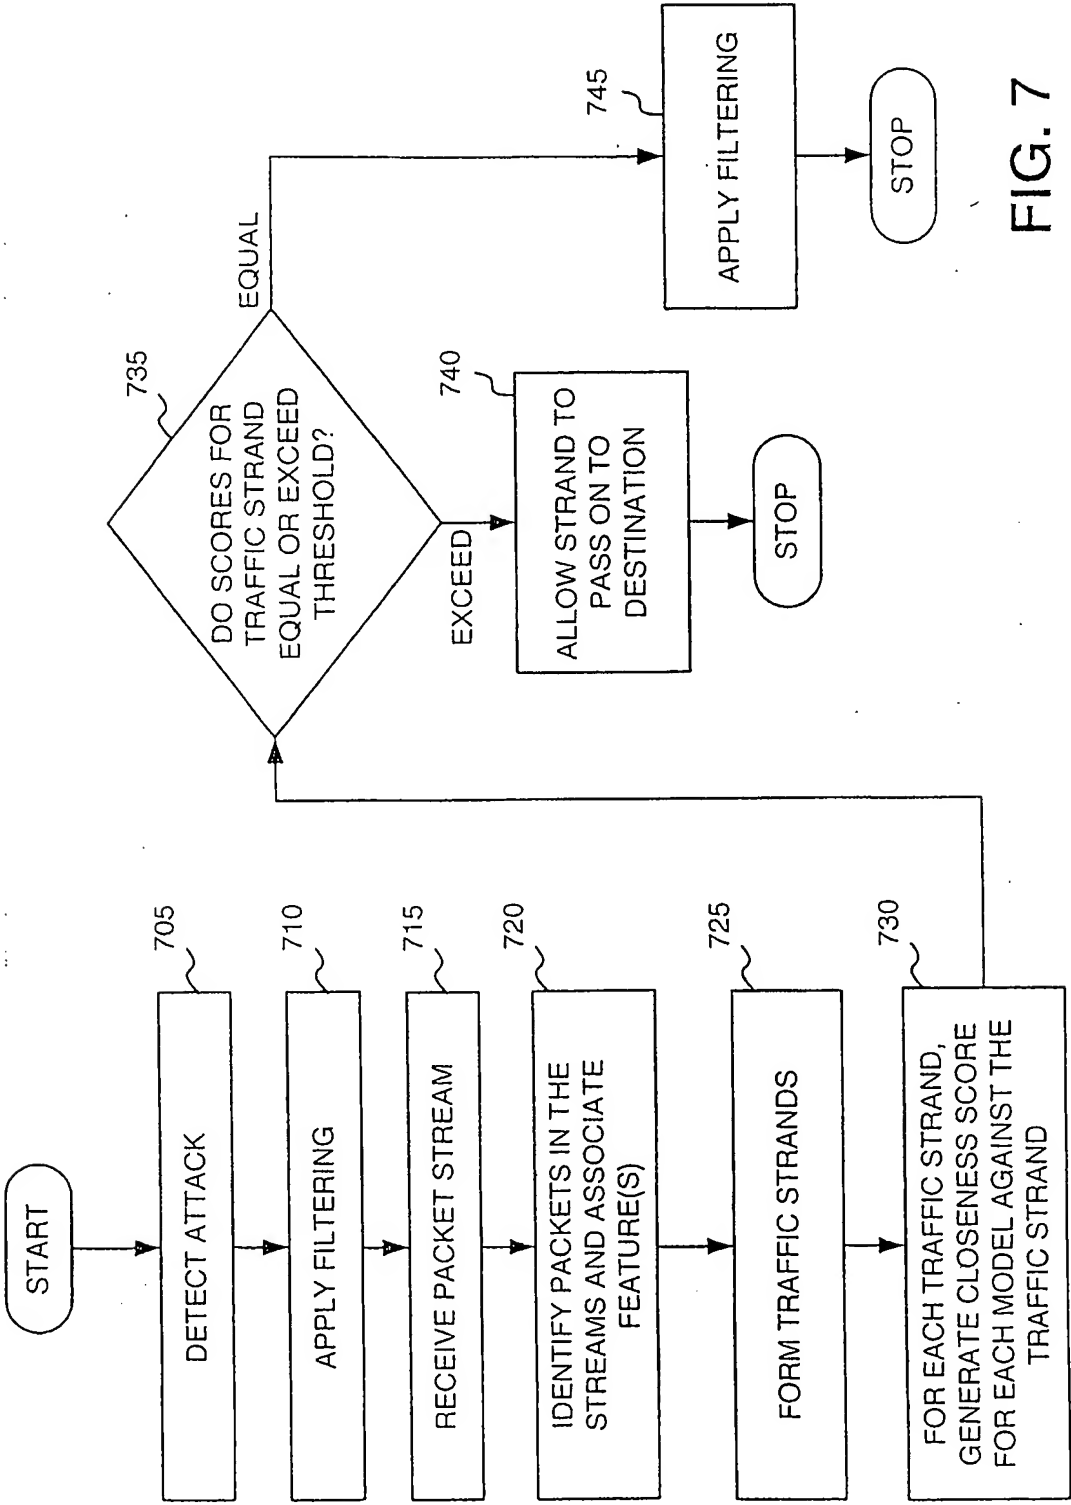 START
705
DETECT ATTACK
710
APPLY FILTERING
715
RECEIVE PACKET STREAM
720
IDENTIFY PACKETS IN THE
STREAMS AND ASSOCIATE
FEATURE(S)
725
FORM TRAFFIC STRANDS
730
FOR EACH TRAFFIC STRAND,
GENERATE CLOSENESS SCORE
FOR EACH MODEL AGAINST THE
TRAFFIC STRAND
735
DO SCORES FOR
TRAFFIC STRAND
EQUAL OR EXCEED
THRESHOLD?
EQUAL
EXCEED
740
ALLOW STRAND TO
PASS ON TO
DESTINATION
STOP
745
APPLY FILTERING
STOP
FIG. 7